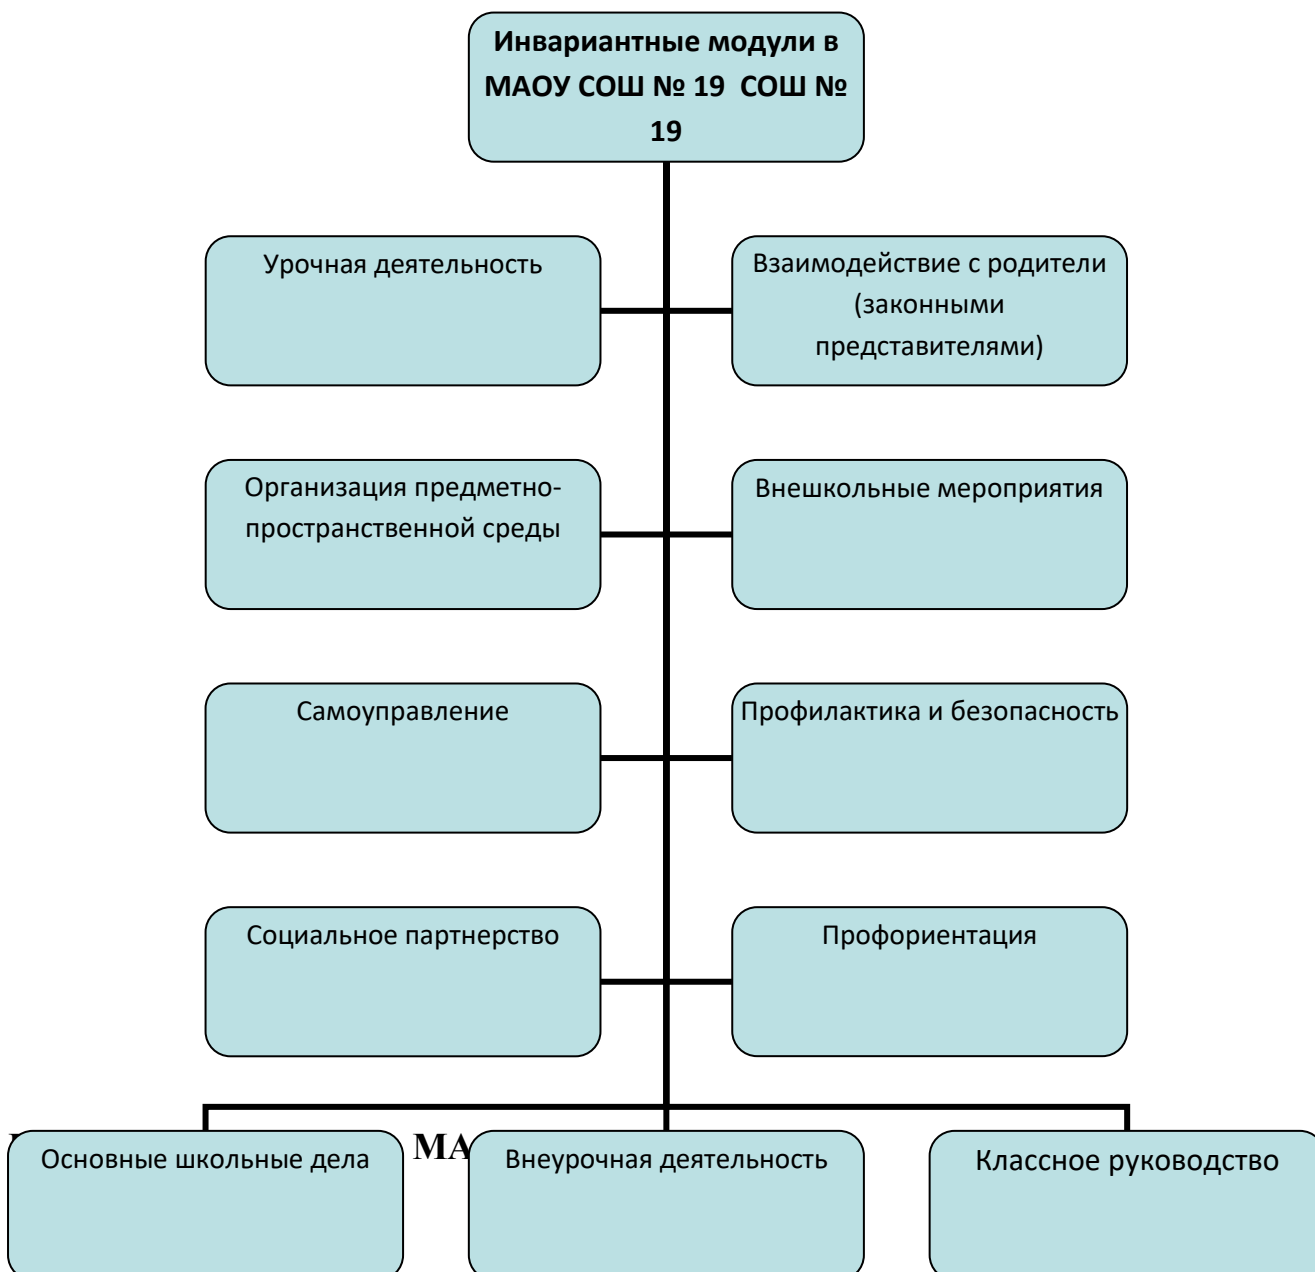 Инвариантные модули в
МАОУ СОШ № 19  СОШ №
19
Урочная деятельность
Взаимодействие с родители
(законными
представителями)
Организация предметно-
пространственной среды
Внешкольные мероприятия
Самоуправление
Профилактика и безопасность
Социальное партнерство
Профориентация
МА
Основные школьные дела
Внеурочная деятельность
Классное руководство